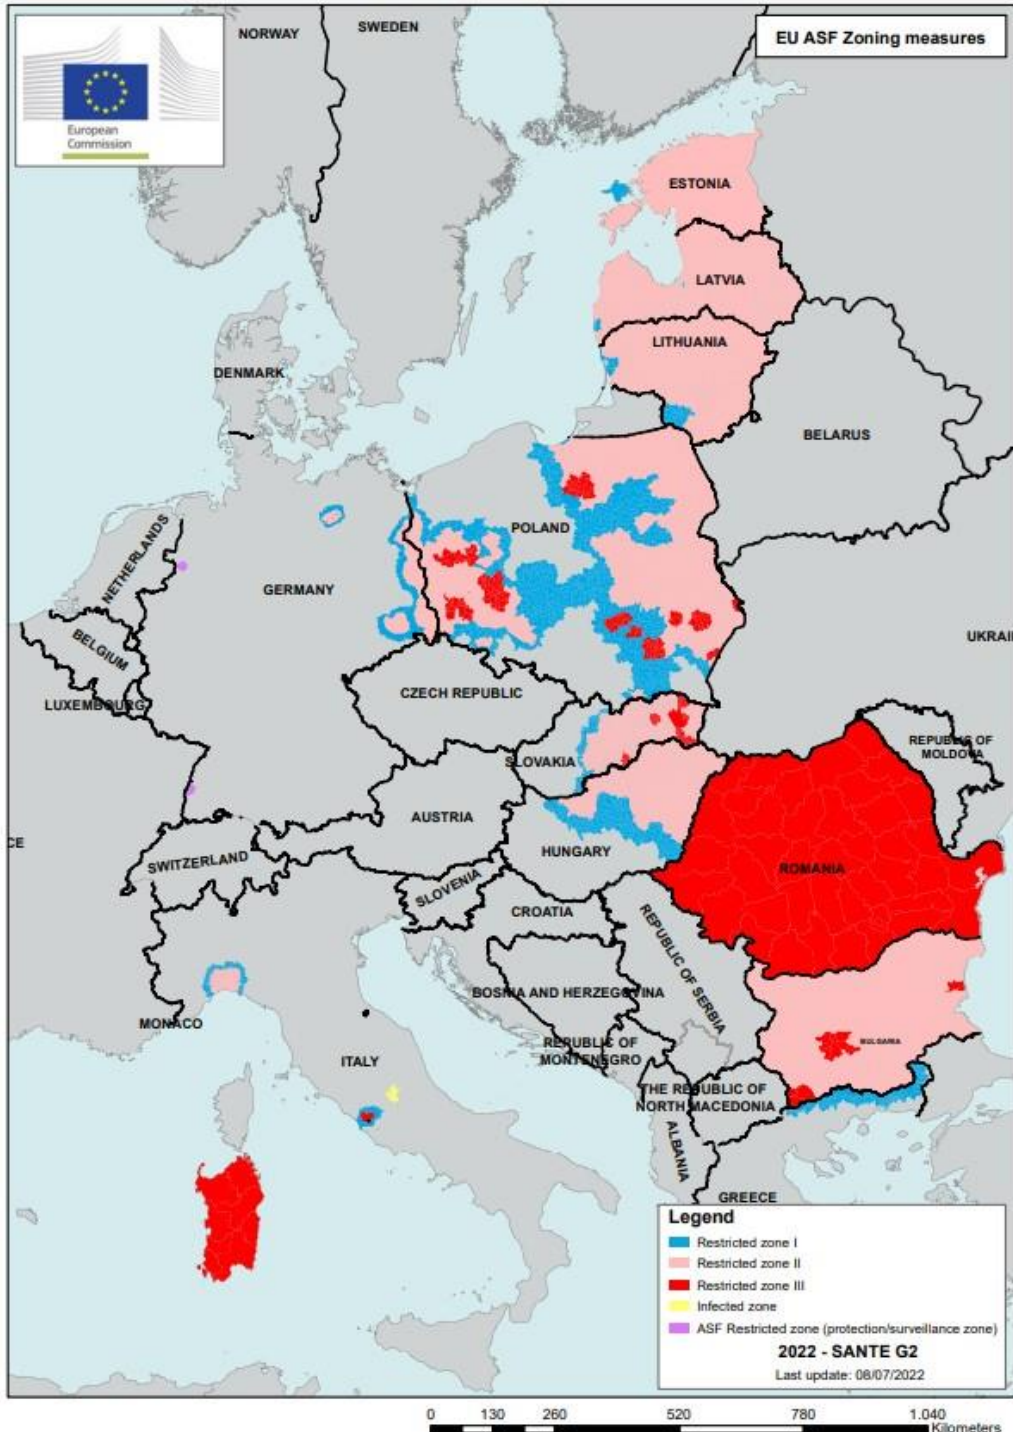 EU ASF Zoning measures
European
Commission
NORWAY
SWEDEN
ESTONIA
LATVIA
LITHUANIA
DENMARK
BELARUS
NETHERLANDS
POLAND
GERMANY
BELGIUM
UKRAI
LUXEMBOURG
CZECH REPUBLIC
SLOVAKIA
REPUBLIC OF
MOLDOVA
CE
AUSTRIA
SWITZERLAND
HUNGARY
ROMANIA
SLOVENIA
CROATIA
REPUBLIC OF SERBIA
BOSNIA AND HERZEGOVINA
MONACO
ITALY
REPUBLIC OF
MONTENEGRO
BULGARIA
THE REPUBLIC OF
NORTH MACEDONIA
ALBANIA
GREECE
Legend
Restricted zone I
Restricted zone II
Restricted zone III
Infected zone
ASF Restricted zone (protection/surveillance zone)
2022 - SANTE G2
Last update: 08/07/2022
0 130 260 520 780 1.040
Kilometers